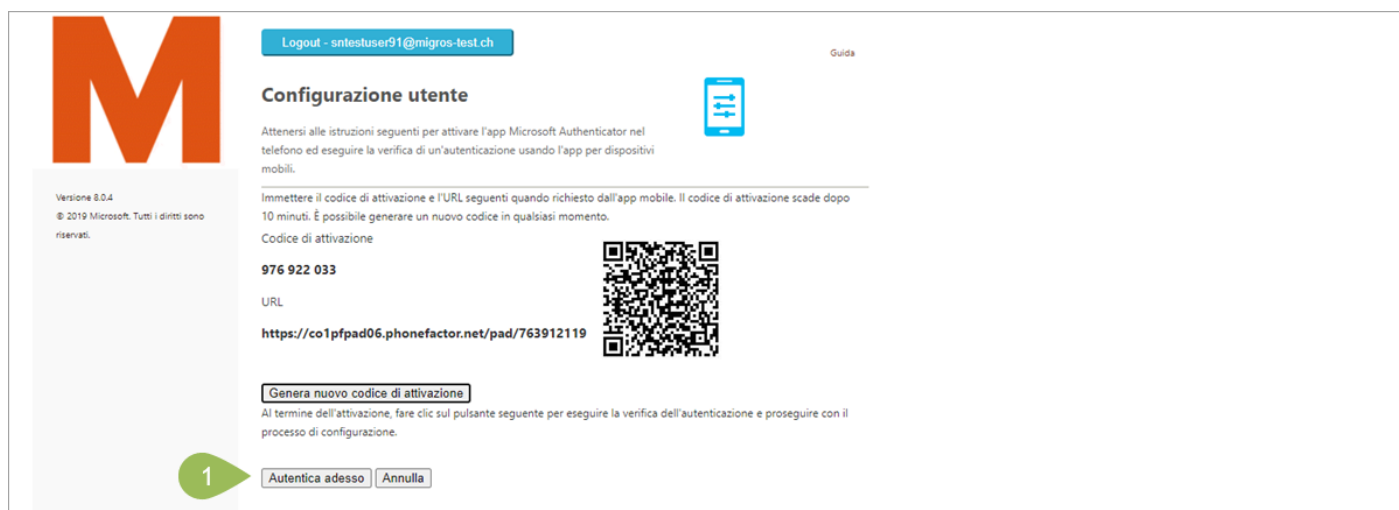 M
Logout - sntestuser91@migros-test.ch
Guida
Configurazione utente
Attenersi alle istruzioni seguenti per attivare l'app Microsoft Authenticator nel
telefono ed eseguire la verifica di un'autenticazione usando l'app per dispositivi
mobili.
Versione 8.0.4
© 2019 Microsoft. Tutti i diritti sono
riservati.
Immettere il codice di attivazione e l'URL seguenti quando richiesto dall'app mobile. Il codice di attivazione scade dopo
10 minuti. È possibile generare un nuovo codice in qualsiasi momento.
Codice di attivazione
976 922 033
URL
https://co1pfpad06.phonefactor.net/pad/763912119
Genera nuovo codice di attivazione
Al termine dell'attivazione, fare clic sul pulsante seguente per eseguire la verifica dell'autenticazione e proseguire con il
processo di configurazione.
1
Autentica adesso
Annulla